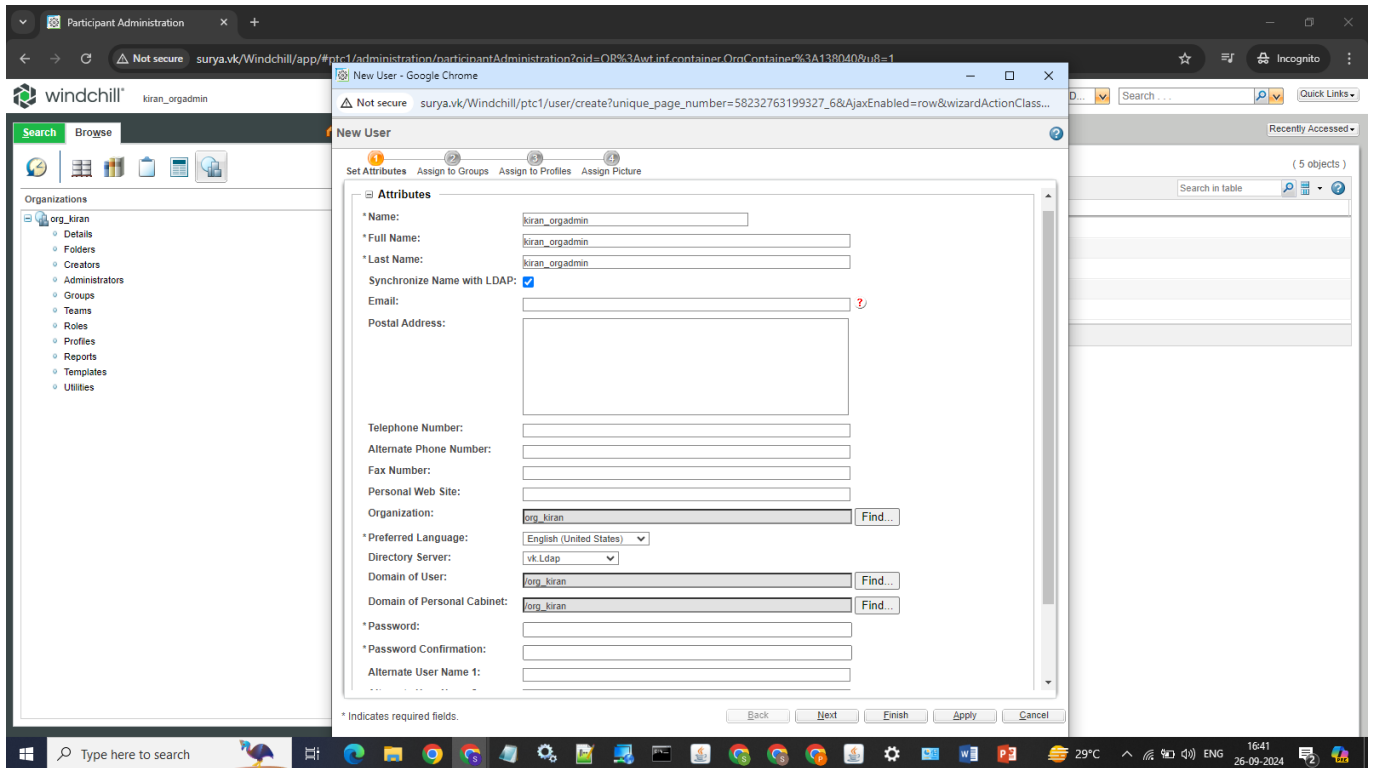 Participant Administration
Not secure surya.vk/Windchill/app/#ptc1/administration/participantAdministration?oid=OR%3Awt.inf.container.OrgContainer%3A138040&u8=1
Incognito
New User - Google Chrome
windchill kiran_orgadmin
Not secure surya.vk/Windchill/ptc1/user/create?unique_page_number=58232763199327_6&AjaxEnabled=row&wizardActionClass...
D... Search . . . Quick Links
Search Browse
New User
Recently Accessed
1 2 3 4
Set Attributes Assign to Groups Assign to Profiles Assign Picture
( 5 objects )
Search in table
Organizations
org_kiran
Details
Folders
Creators
Administrators
Groups
Teams
Roles
Profiles
Reports
Templates
Utilities
Attributes
*Name: kiran_orgadmin
*Full Name: kiran_orgadmin
*Last Name: kiran_orgadmin
Synchronize Name with LDAP:
Email:
Postal Address:
Telephone Number:
Alternate Phone Number:
Fax Number:
Personal Web Site:
Organization: org_kiran Find...
*Preferred Language: English (United States)
Directory Server: vk.Ldap
Domain of User: /org_kiran Find...
Domain of Personal Cabinet: /org_kiran Find...
*Password:
*Password Confirmation:
Alternate User Name 1:
* Indicates required fields.
Back Next Finish Apply Cancel
Type here to search
29°C ENG 16:41
26-09-2024